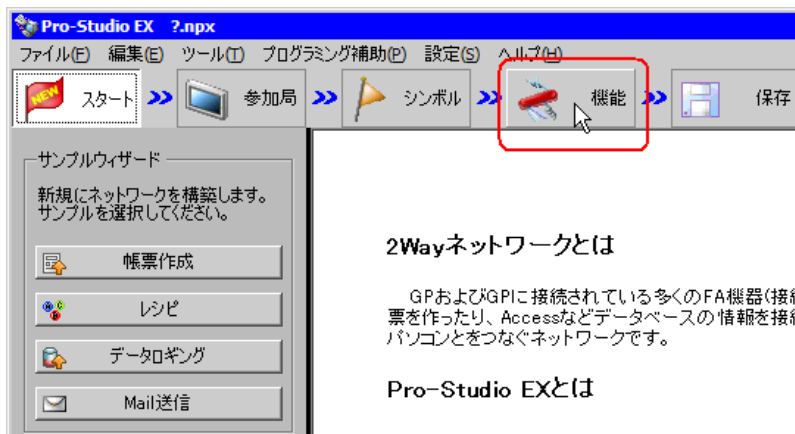 Pro-Studio EX ?.npx
ファイル(F) 編集(E) ツール(T) プログラミング補助(P) 設定(S) ヘルプ(H)
NEW スタート 参加局 シンボル 機能 保存
サンプルウィザード
新規にネットワークを構築します。
サンプルを選択してください。
帳票作成
レシピ
データロギング
Mail送信
2Wayネットワークとは
GPおよびGPに接続されている多くのFA機器(接
票を作ったり、Accessなどデータベースの情報を接
パソコンとをつなぐネットワークです。
Pro-Studio EXとは